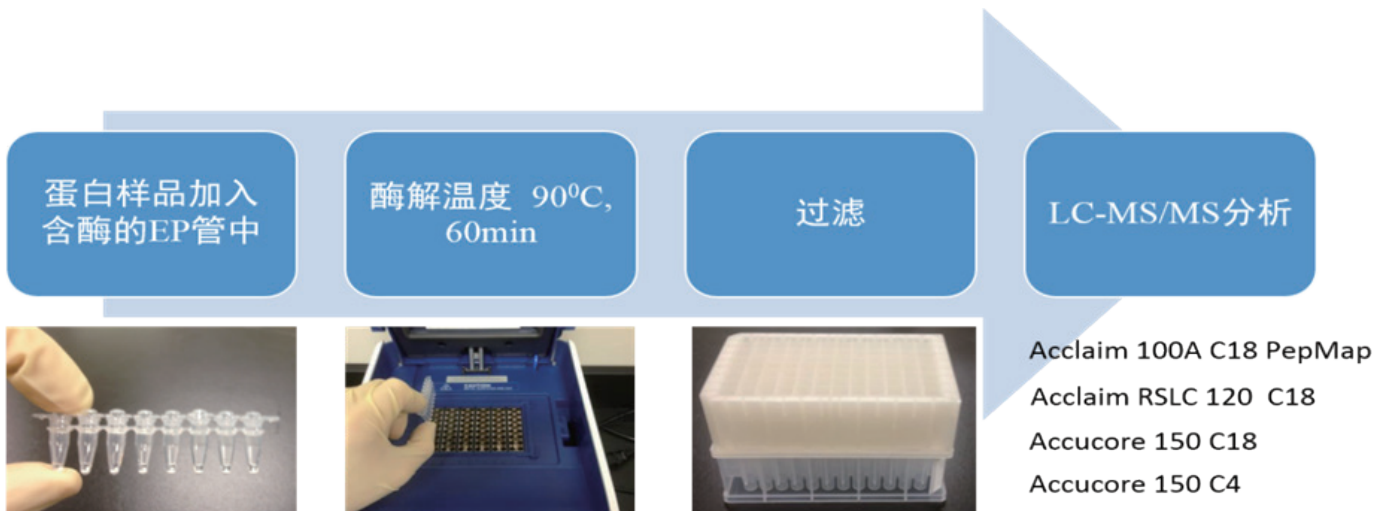 蛋白样品加入
含酶的EP管中
酶解温度 90⁰C,
60min
过滤
LC-MS/MS分析
Acclaim 100A C18 PepMap
Acclaim RSLC 120 C18
Accucore 150 C18
Accucore 150 C4